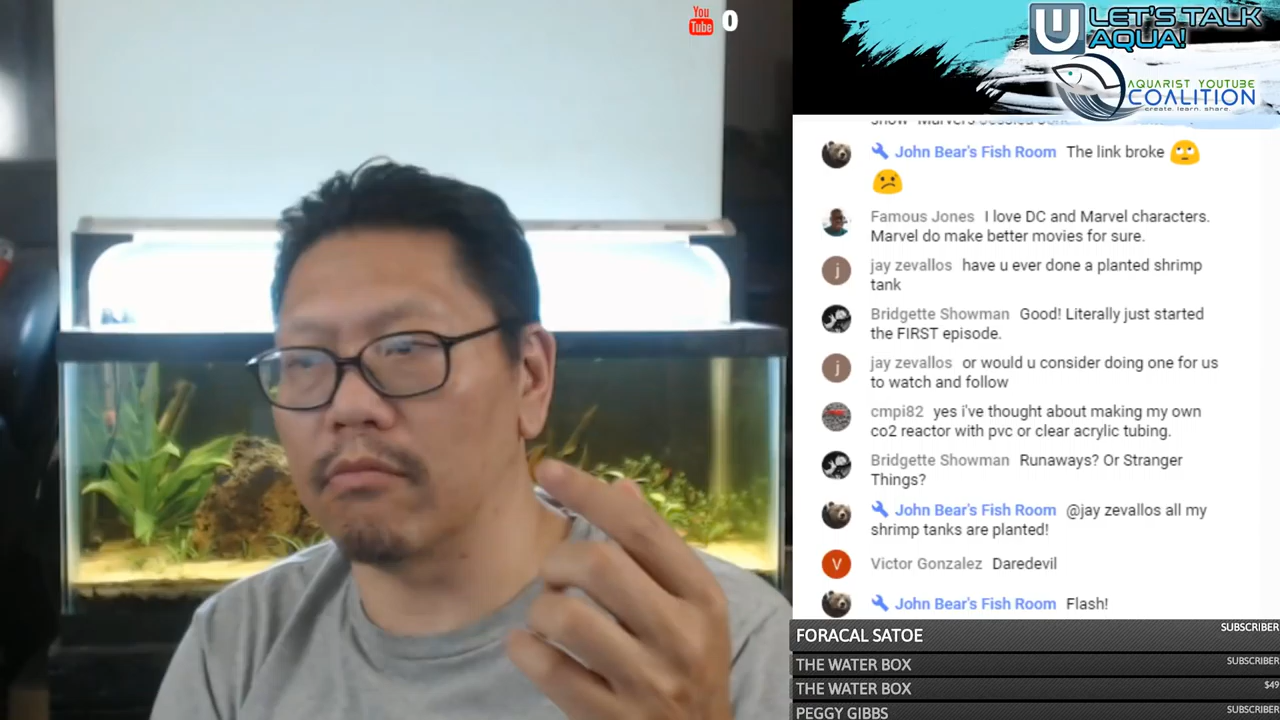 You
Tube 0
LET'S TALK
AQUA!
AQUARIST YOUTUBE
COALITION
create. learn. share.
John Bear's Fish Room The link broke 🙄
😕
Famous Jones I love DC and Marvel characters.
Marvel do make better movies for sure.
j jay zevallos have u ever done a planted shrimp
tank
Bridgette Showman Good! Literally just started
the FIRST episode.
j jay zevallos or would u consider doing one for us
to watch and follow
cmpi82 yes i've thought about making my own
co2 reactor with pvc or clear acrylic tubing.
Bridgette Showman Runaways? Or Stranger
Things?
John Bear's Fish Room @jay zevallos all my
shrimp tanks are planted!
V Victor Gonzalez Daredevil
John Bear's Fish Room Flash!
FORACAL SATOE SUBSCRIBER
THE WATER BOX SUBSCRIBER
THE WATER BOX $49
PEGGY GIBBS SUBSCRIBER